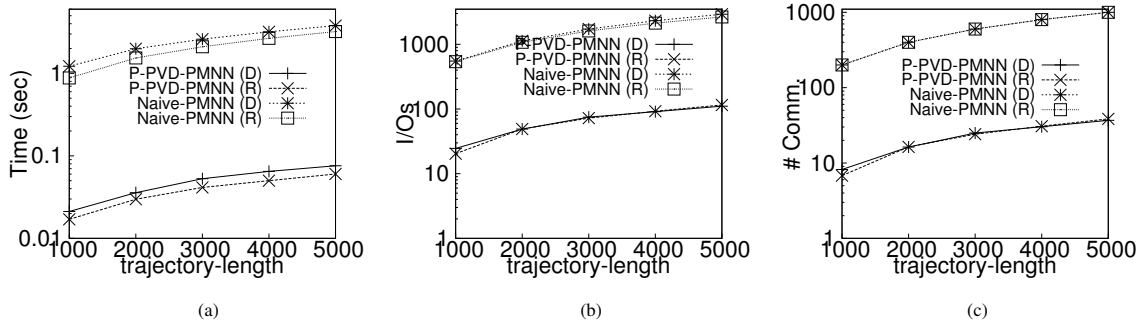 Time (sec)
1
0.1
0.01
P-PVD-PMNN (D)
P-PVD-PMNN (R)
Naive-PMNN (D)
Naive-PMNN (R)
1000 2000 3000 4000 5000
trajectory-length
(a)
I/Os
1000
100
10
1
P-PVD-PMNN (D)
P-PVD-PMNN (R)
Naive-PMNN (D)
Naive-PMNN (R)
1000 2000 3000 4000 5000
trajectory-length
(b)
# Comm.
1000
100
10
1
P-PVD-PMNN (D)
P-PVD-PMNN (R)
Naive-PMNN (D)
Naive-PMNN (R)
1000 2000 3000 4000 5000
trajectory-length
(c)